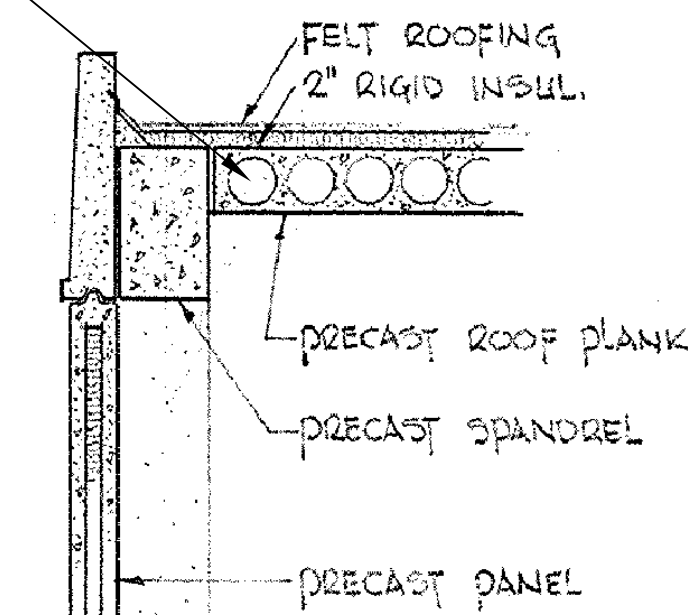 FELT ROOFING
2" RIGID INSUL.
PRECAST ROOF PLANK
PRECAST SPANDREL
PRECAST PANEL